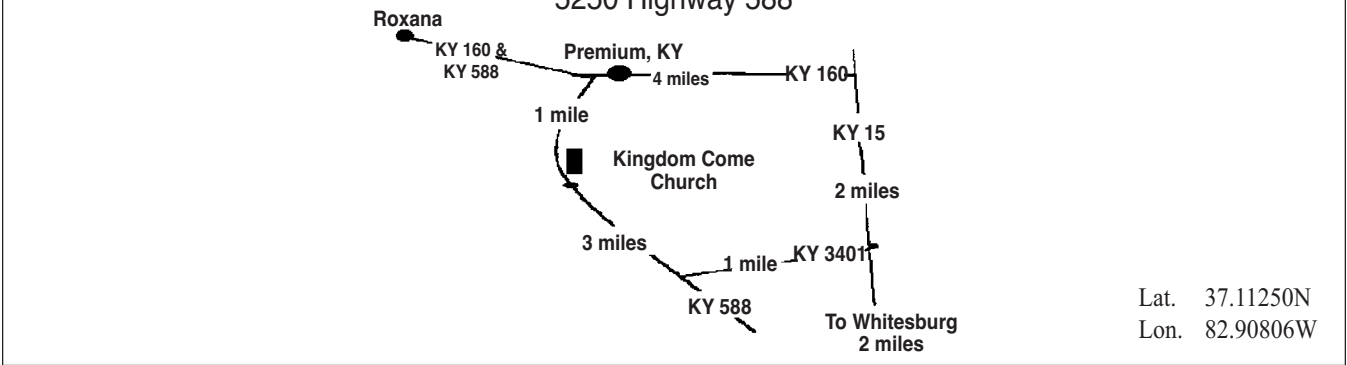 5250 Highway 588
Roxana
KY 160 &
KY 588
Premium, KY
4 miles
KY 160
1 mile
KY 15
Kingdom Come
Church
2 miles
3 miles
1 mile
KY 3401
KY 588
To Whitesburg
2 miles
Lat. 37.11250N
Lon. 82.90806W